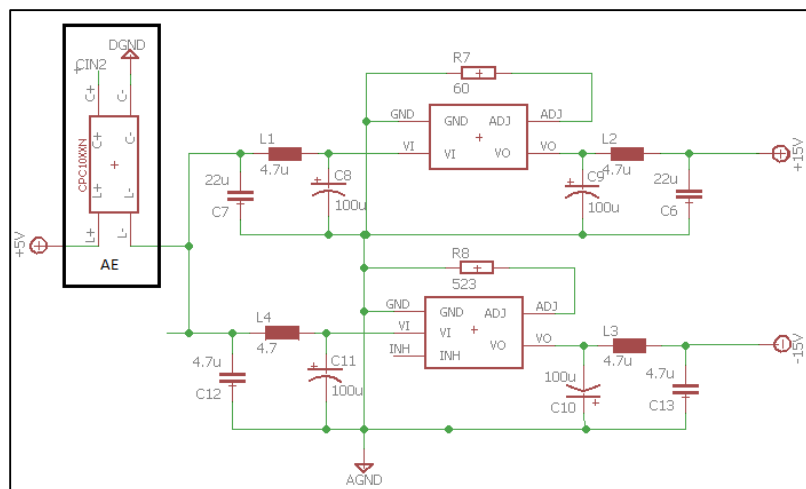 DGND
+CIN2
C+ C-
CPC10XXN
C+ C-
L+ L-
L+ L-
+5V
AE
R7
60
GND GND ADJ ADJ
VI VI VO VO
L1
4.7u
L2
4.7u
22u
C7
C8
100u
C9
100u
22u
C6
+15V
R8
523
GND GND ADJ ADJ
VI VI VO VO
INH INH
L4
4.7
L3
4.7u
4.7u
C12
C11
100u
100u
C10
4.7u
C13
-15V
AGND